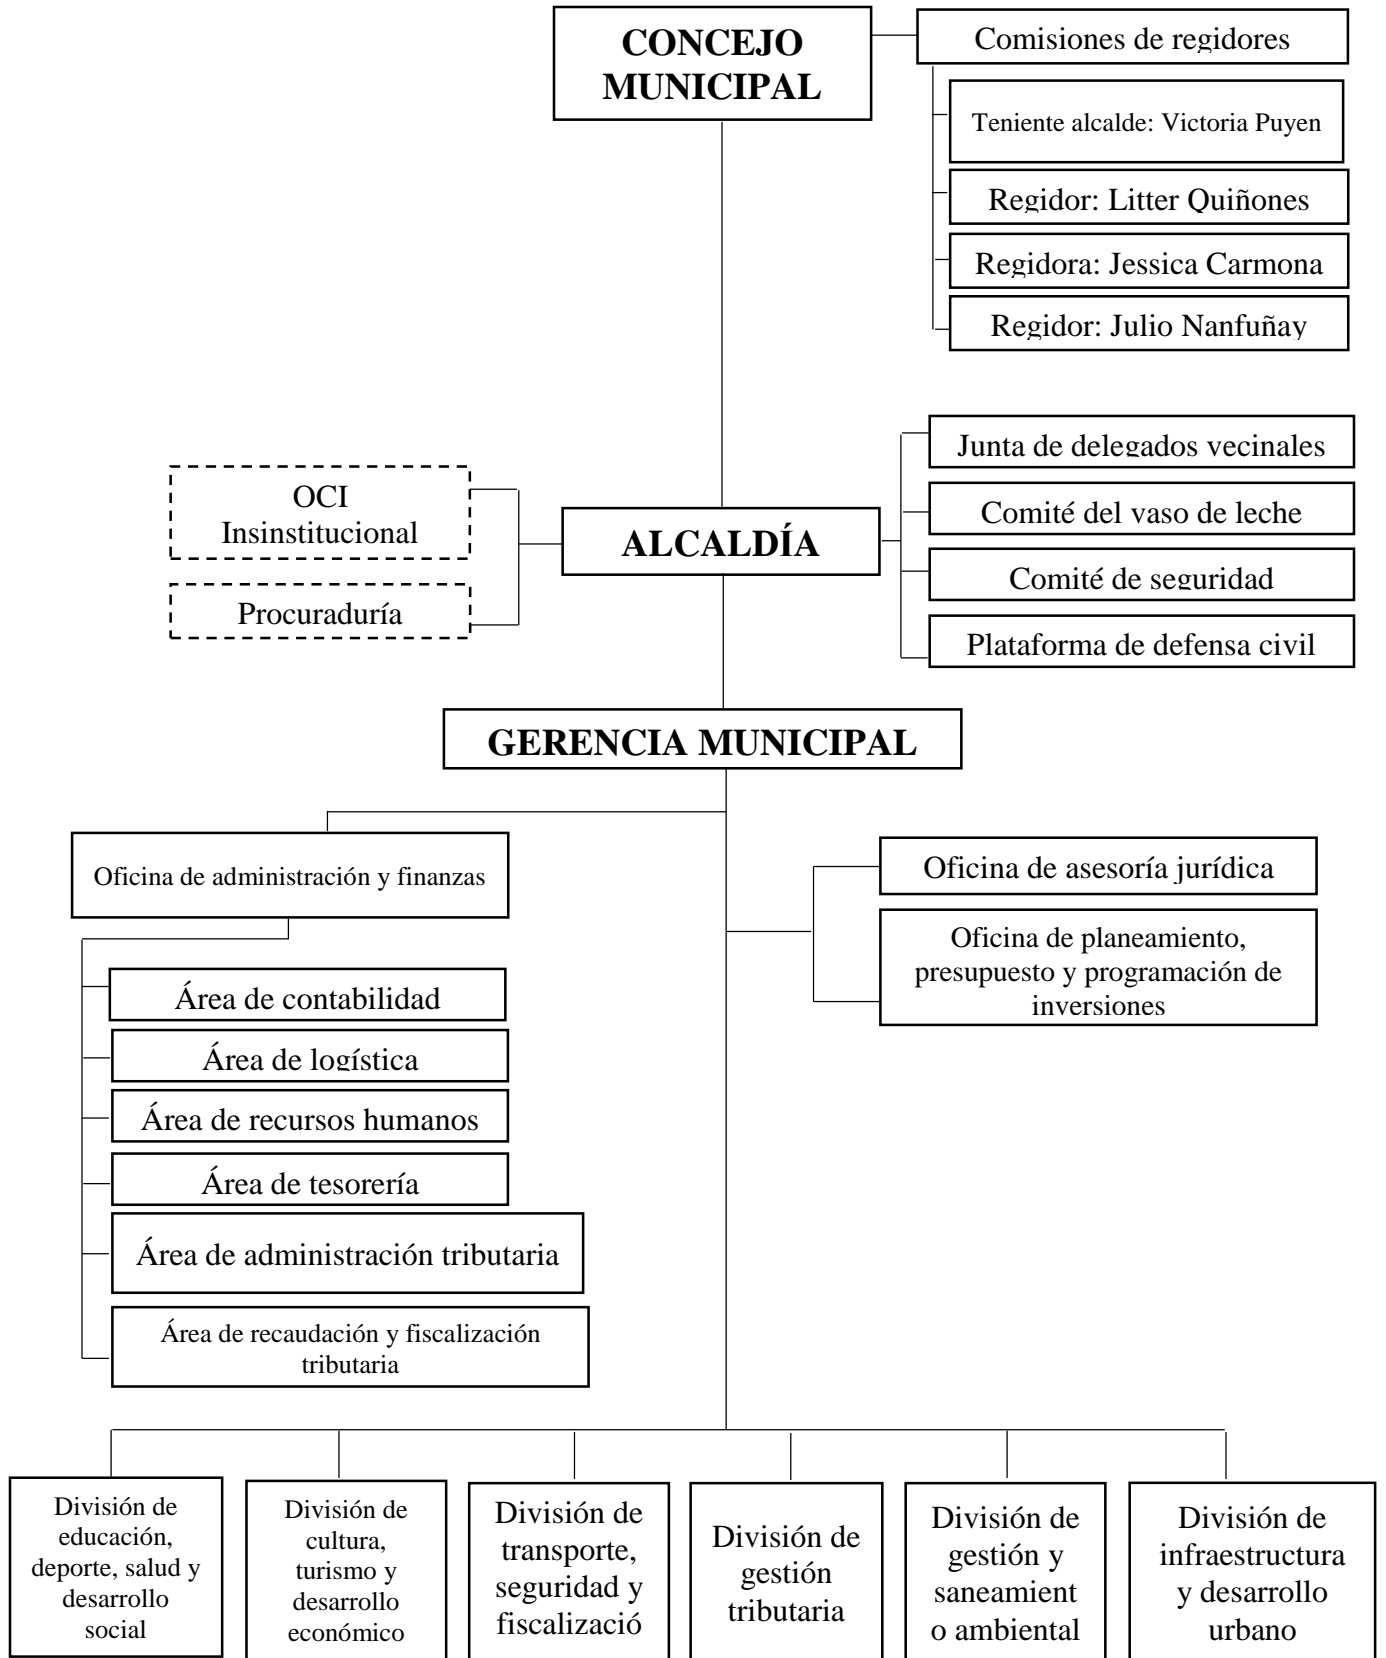 CONCEJO
MUNICIPAL
Comisiones de regidores
Teniente alcalde: Victoria Puyen
Regidor: Litter Quiñones
Regidora: Jessica Carmona
Regidor: Julio Nanfuñay
Junta de delegados vecinales
Comité del vaso de leche
Comité de seguridad
Plataforma de defensa civil
OCI
Insinstitucional
Procuraduría
ALCALDÍA
GERENCIA MUNICIPAL
Oficina de administración y finanzas
Área de contabilidad
Área de logística
Área de recursos humanos
Área de tesorería
Área de administración tributaria
Área de recaudación y fiscalización
tributaria
Oficina de asesoría jurídica
Oficina de planeamiento,
presupuesto y programación de
inversiones
División de
educación,
deporte, salud y
desarrollo
social
División de
cultura,
turismo y
desarrollo
económico
División de
transporte,
seguridad y
fiscalizació
División de
gestión
tributaria
División de
gestión y
saneamient
o ambiental
División de
infraestructura
y desarrollo
urbano